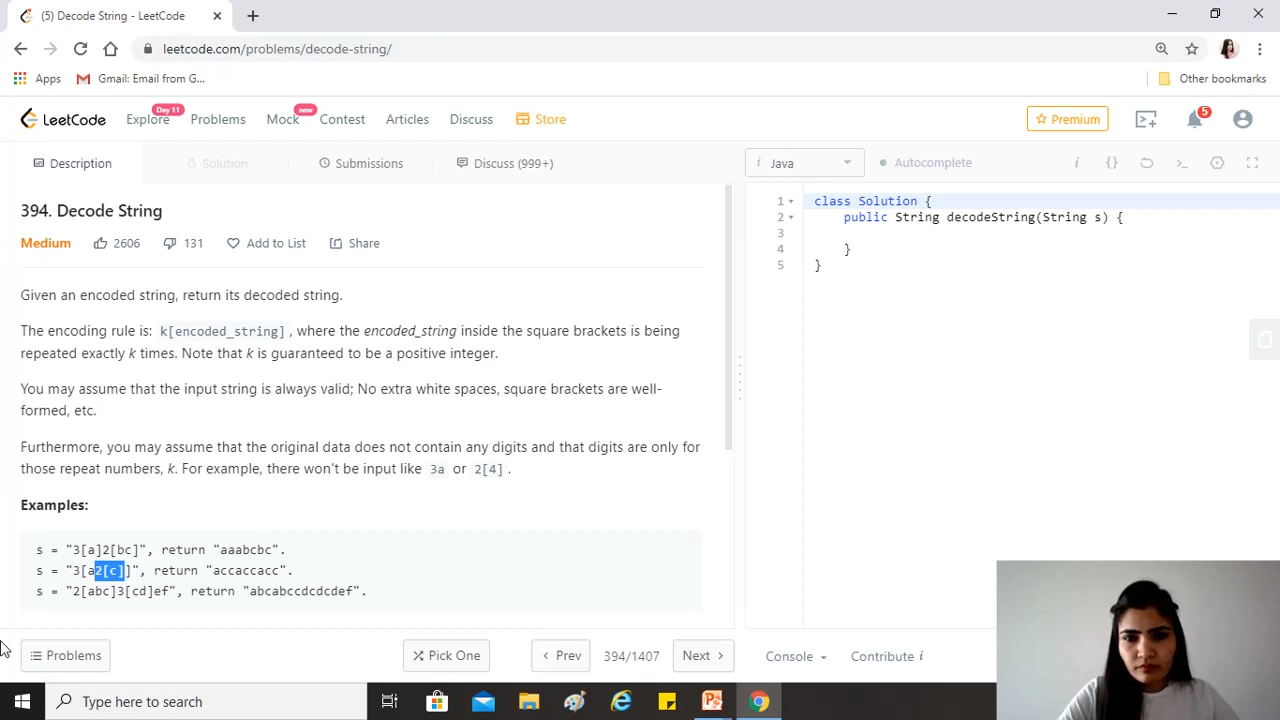 (5) Decode String - LeetCode
leetcode.com/problems/decode-string/
Apps Gmail: Email from G... Other bookmarks
LeetCode Explore Day 11 Problems Mock new Contest Articles Discuss Store Premium 5
Description Solution Submissions Discuss (999+) i Java Autocomplete i {}
394. Decode String
Medium 2606 131 Add to List Share
Given an encoded string, return its decoded string.
The encoding rule is: k[encoded_string], where the encoded_string inside the square brackets is being
repeated exactly k times. Note that k is guaranteed to be a positive integer.
You may assume that the input string is always valid; No extra white spaces, square brackets are well-
formed, etc.
Furthermore, you may assume that the original data does not contain any digits and that digits are only for
those repeat numbers, k. For example, there won't be input like 3a or 2[4].
Examples:
s = "3[a]2[bc]", return "aaabcbc".
s = "3[a2[c]]", return "accaccacc".
s = "2[abc]3[cd]ef", return "abcabccdcdcdef".
1 class Solution {
2 public String decodeString(String s) {
3
4 }
5 }
Problems Pick One Prev 394/1407 Next Console Contribute i
Type here to search